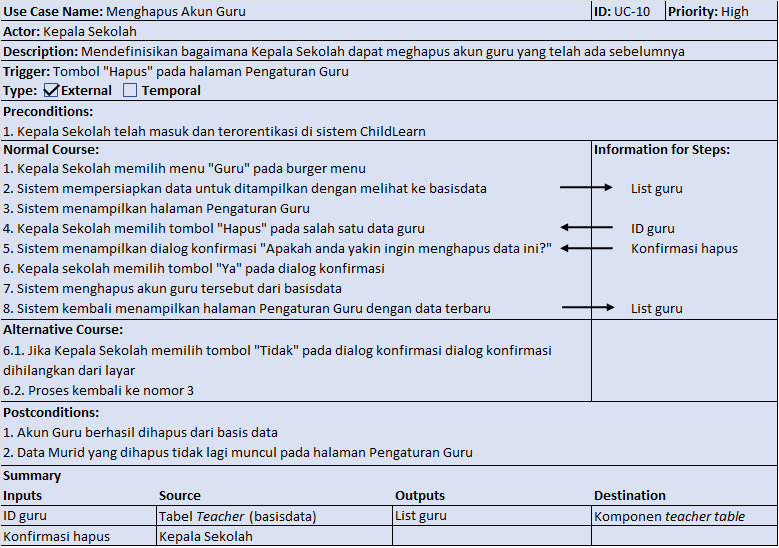 Use Case Name: Menghapus Akun Guru ID: UC-10 Priority: High
Actor: Kepala Sekolah
Description: Mendefinisikan bagaimana Kepala Sekolah dapat meghapus akun guru yang telah ada sebelumnya
Trigger: Tombol "Hapus" pada halaman Pengaturan Guru
Type: External Temporal
Preconditions:
1. Kepala Sekolah telah masuk dan terorentikasi di sistem ChildLearn
Normal Course: Information for Steps:
1. Kepala Sekolah memilih menu "Guru" pada burger menu
2. Sistem mempersiapkan data untuk ditampilkan dengan melihat ke basisdata List guru
3. Sistem menampilkan halaman Pengaturan Guru
4. Kepala Sekolah memilih tombol "Hapus" pada salah satu data guru ID guru
5. Sistem menampilkan dialog konfirmasi "Apakah anda yakin ingin menghapus data ini?" Konfirmasi hapus
6. Kepala sekolah memilih tombol "Ya" pada dialog konfirmasi
7. Sistem menghapus akun guru tersebut dari basisdata
8. Sistem kembali menampilkan halaman Pengaturan Guru dengan data terbaru List guru
Alternative Course:
6.1. Jika Kepala Sekolah memilih tombol "Tidak" pada dialog konfirmasi dialog konfirmasi
dihilangkan dari layar
6.2. Proses kembali ke nomor 3
Postconditions:
1. Akun Guru berhasil dihapus dari basis data
2. Data Murid yang dihapus tidak lagi muncul pada halaman Pengaturan Guru
Summary
Inputs Source Outputs Destination
ID guru Tabel Teacher (basisdata) List guru Komponen teacher table
Konfirmasi hapus Kepala Sekolah